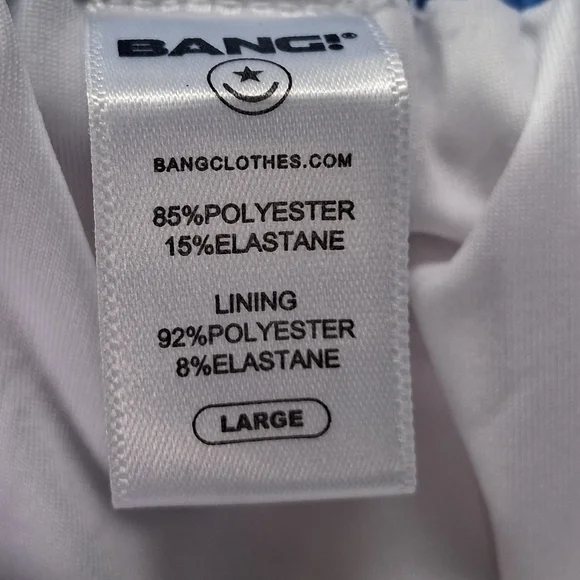 BANG!®
BANGCLOTHES.COM
85%POLYESTER
15%ELASTANE
LINING
92%POLYESTER
8%ELASTANE
LARGE